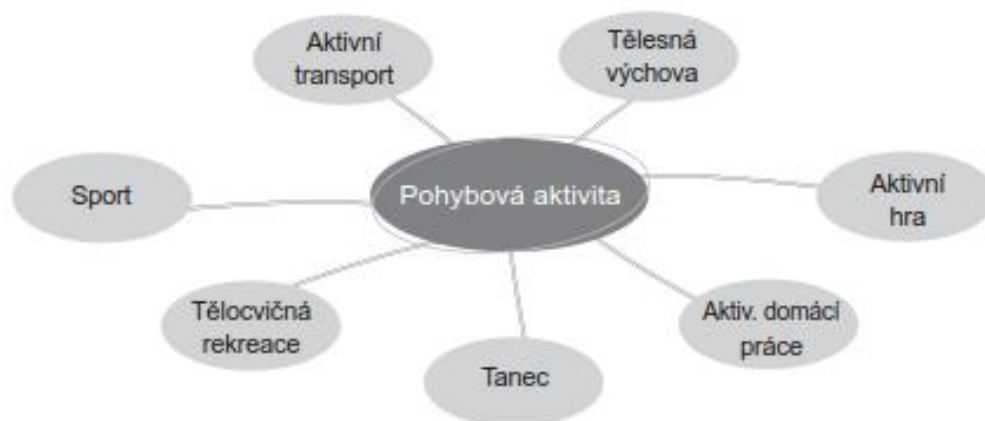 Aktivní
transport
Tělesná
výchova
Sport
Pohybová aktivita
Aktivní
hra
Tělocvičná
rekreace
Aktiv. domácí
práce
Tanec